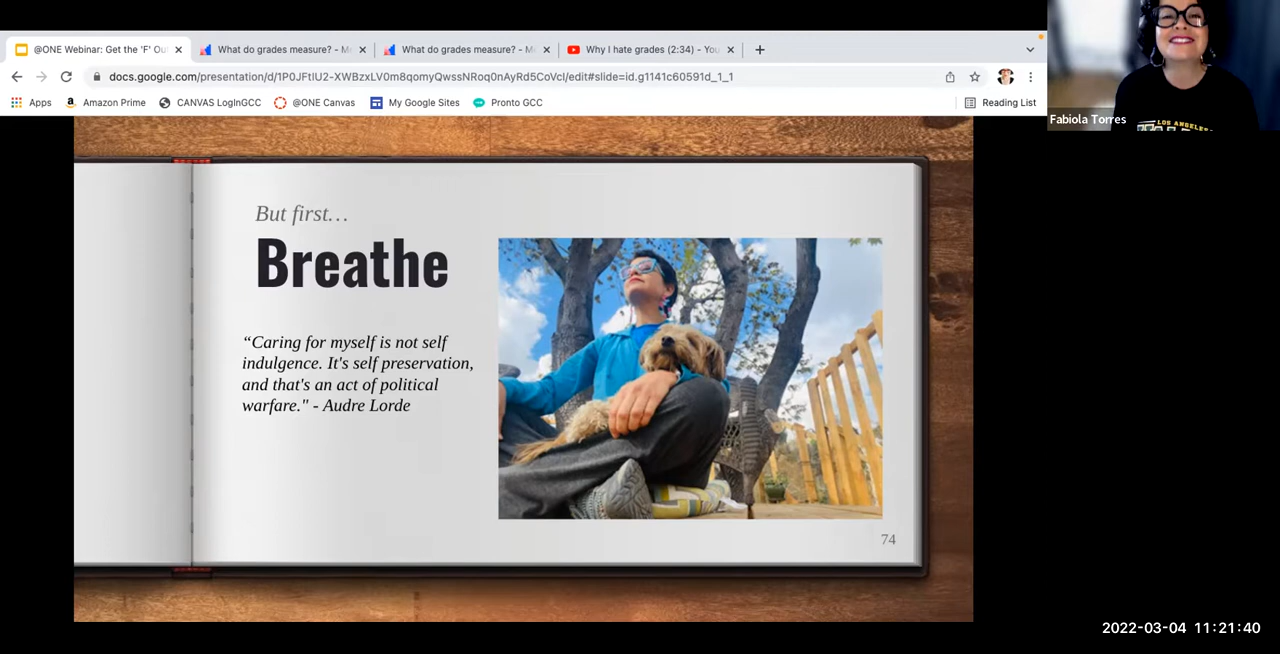 @ONE Webinar: Get the 'F' Ou
What do grades measure? - M
What do grades measure? - M
Why I hate grades (2:34) - You
docs.google.com/presentation/d/1P0JFtIU2-XWBzxLV0m8qomyQwssNRoq0nAyRd5CoVcI/edit#slide=id.g1141c60591d_1_1
Apps
Amazon Prime
CANVAS LogInGCC
@ONE Canvas
My Google Sites
Pronto GCC
Reading List
Fabiola Torres
LOS ANGELES
But first…
Breathe
“Caring for myself is not self
indulgence. It's self preservation,
and that's an act of political
warfare." - Audre Lorde
74
2022-03-04 11:21:40